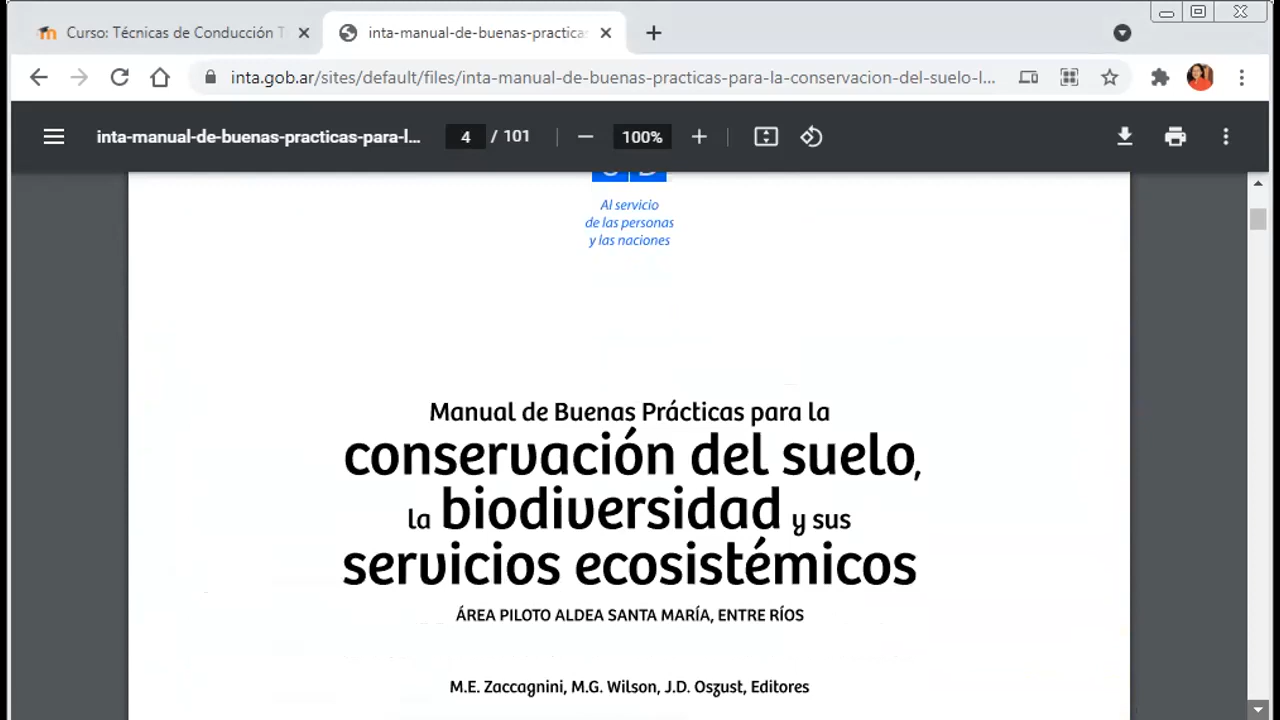 Curso: Técnicas de Conducción T
inta-manual-de-buenas-practica
inta.gob.ar/sites/default/files/inta-manual-de-buenas-practicas-para-la-conservacion-del-suelo-l...
inta-manual-de-buenas-practicas-para-l... 4 / 101 100%
Al servicio
de las personas
y las naciones
Manual de Buenas Prácticas para la
conservación del suelo,
la biodiversidad y sus
servicios ecosistémicos
ÁREA PILOTO ALDEA SANTA MARÍA, ENTRE RÍOS
M.E. Zaccagnini, M.G. Wilson, J.D. Oszust, Editores